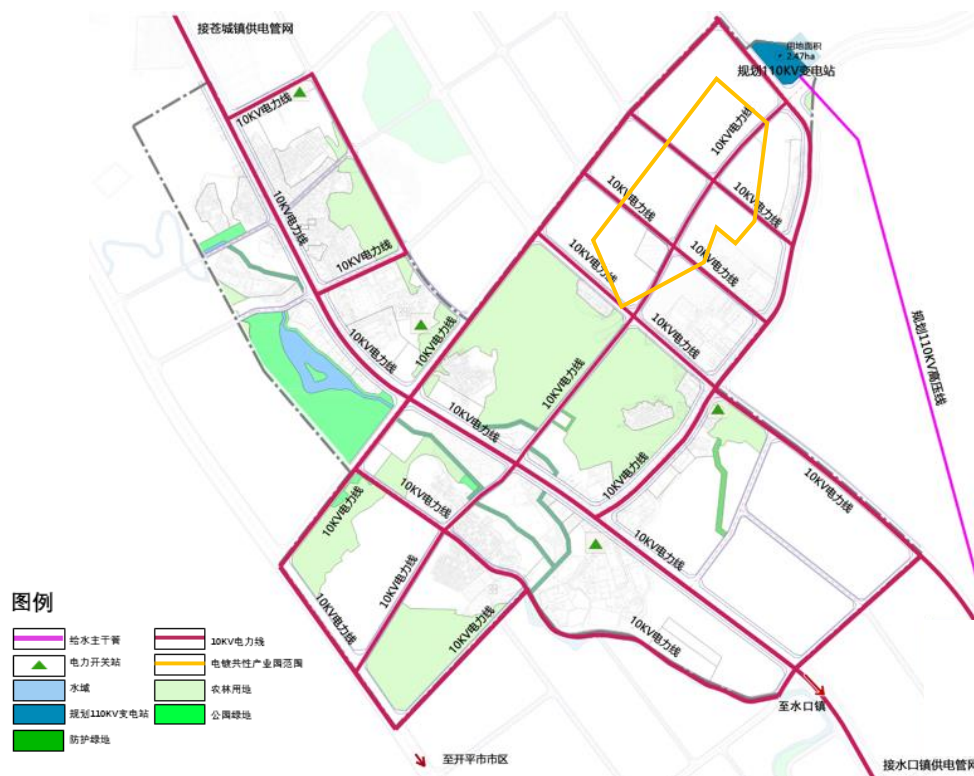 接苍城镇供电管网
用地面积
2.47ha
规划110KV变电站
10KV电力线
10KV电力线
10KV电力线
10KV电力线
10KV电力线
10KV电力线
10KV电力线
10KV电力线
10KV电力线
10KV电力线
规划110KV高压线
10KV电力线
10KV电力线
10KV电力线
10KV电力线
10KV电力线
10KV电力线
10KV电力线
10KV电力线
10KV电力线
10KV电力线
10KV电力线
10KV电力线
10KV电力线
10KV电力线
至水口镇
至开平市市区
接水口镇供电管网
图例
给水主干管
10KV电力线
电力开关站
电镀共性产业园范围
水域
农林用地
规划110KV变电站
公园绿地
防护绿地